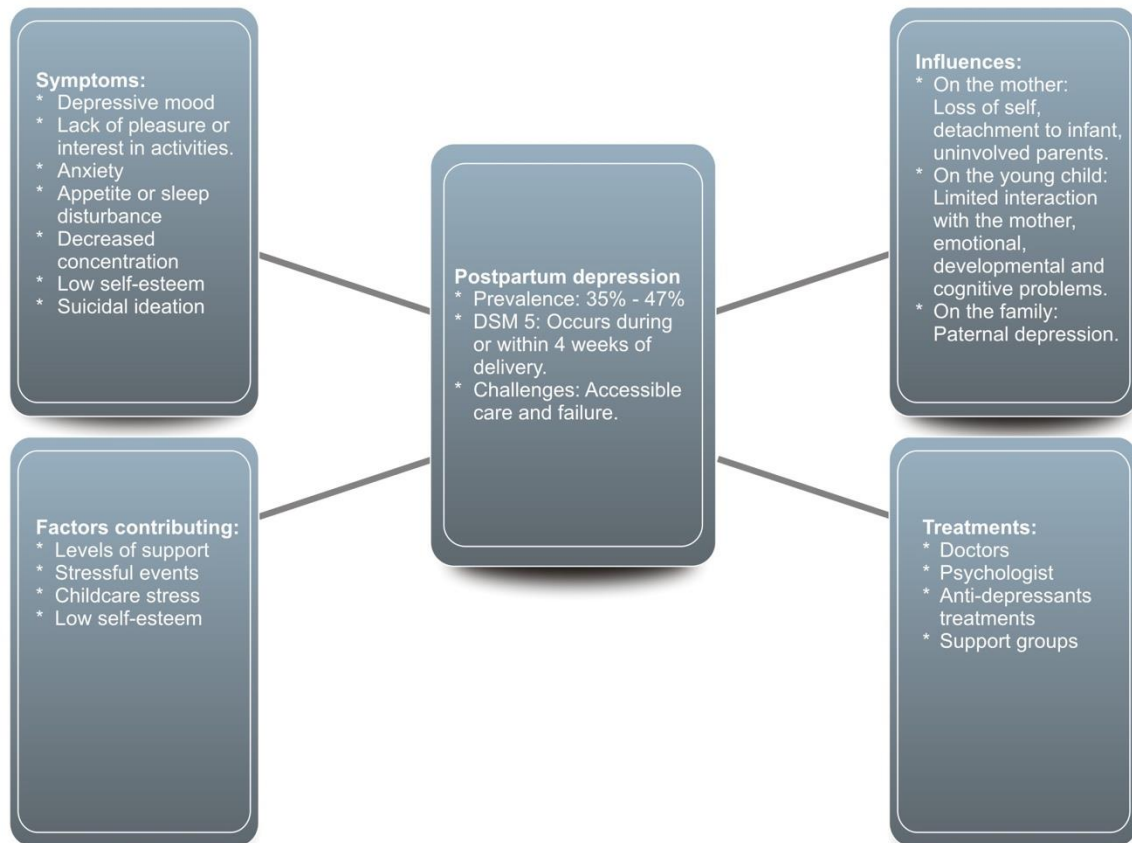 Symptoms:
* Depressive mood
* Lack of pleasure or
interest in activities.
* Anxiety
* Appetite or sleep
disturbance
* Decreased
concentration
* Low self-esteem
* Suicidal ideation
Factors contributing:
* Levels of support
* Stressful events
* Childcare stress
* Low self-esteem
Postpartum depression
* Prevalence: 35% - 47%
* DSM 5: Occurs during
or within 4 weeks of
delivery.
* Challenges: Accessible
care and failure.
Influences:
* On the mother:
Loss of self,
detachment to infant,
uninvolved parents.
* On the young child:
Limited interaction
with the mother,
emotional,
developmental and
cognitive problems.
* On the family:
Paternal depression.
Treatments:
* Doctors
* Psychologist
* Anti-depressants
treatments
* Support groups